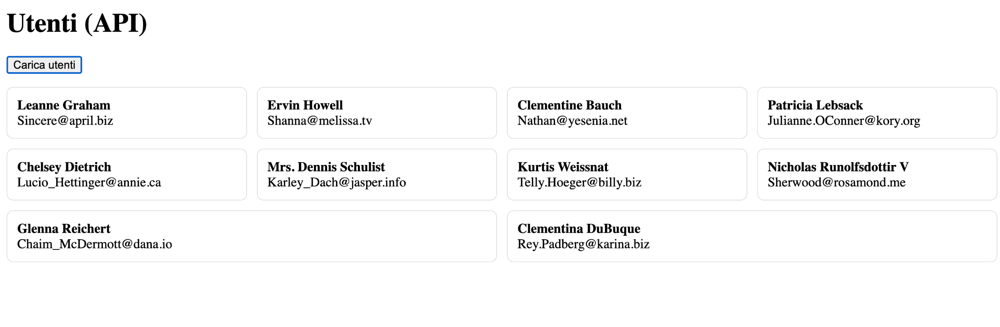 Utenti (API)
Carica utenti
Leanne Graham
Sincere@april.biz
Ervin Howell
Shanna@melissa.tv
Clementine Bauch
Nathan@yesenia.net
Patricia Lebsack
Julianne.OConner@kory.org
Chelsey Dietrich
Lucio_Hettinger@annie.ca
Mrs. Dennis Schulist
Karley_Dach@jasper.info
Kurtis Weissnat
Telly.Hoeger@billy.biz
Nicholas Runolfsdottir V
Sherwood@rosamond.me
Glenna Reichert
Chaim_McDermott@dana.io
Clementina DuBuque
Rey.Padberg@karina.biz